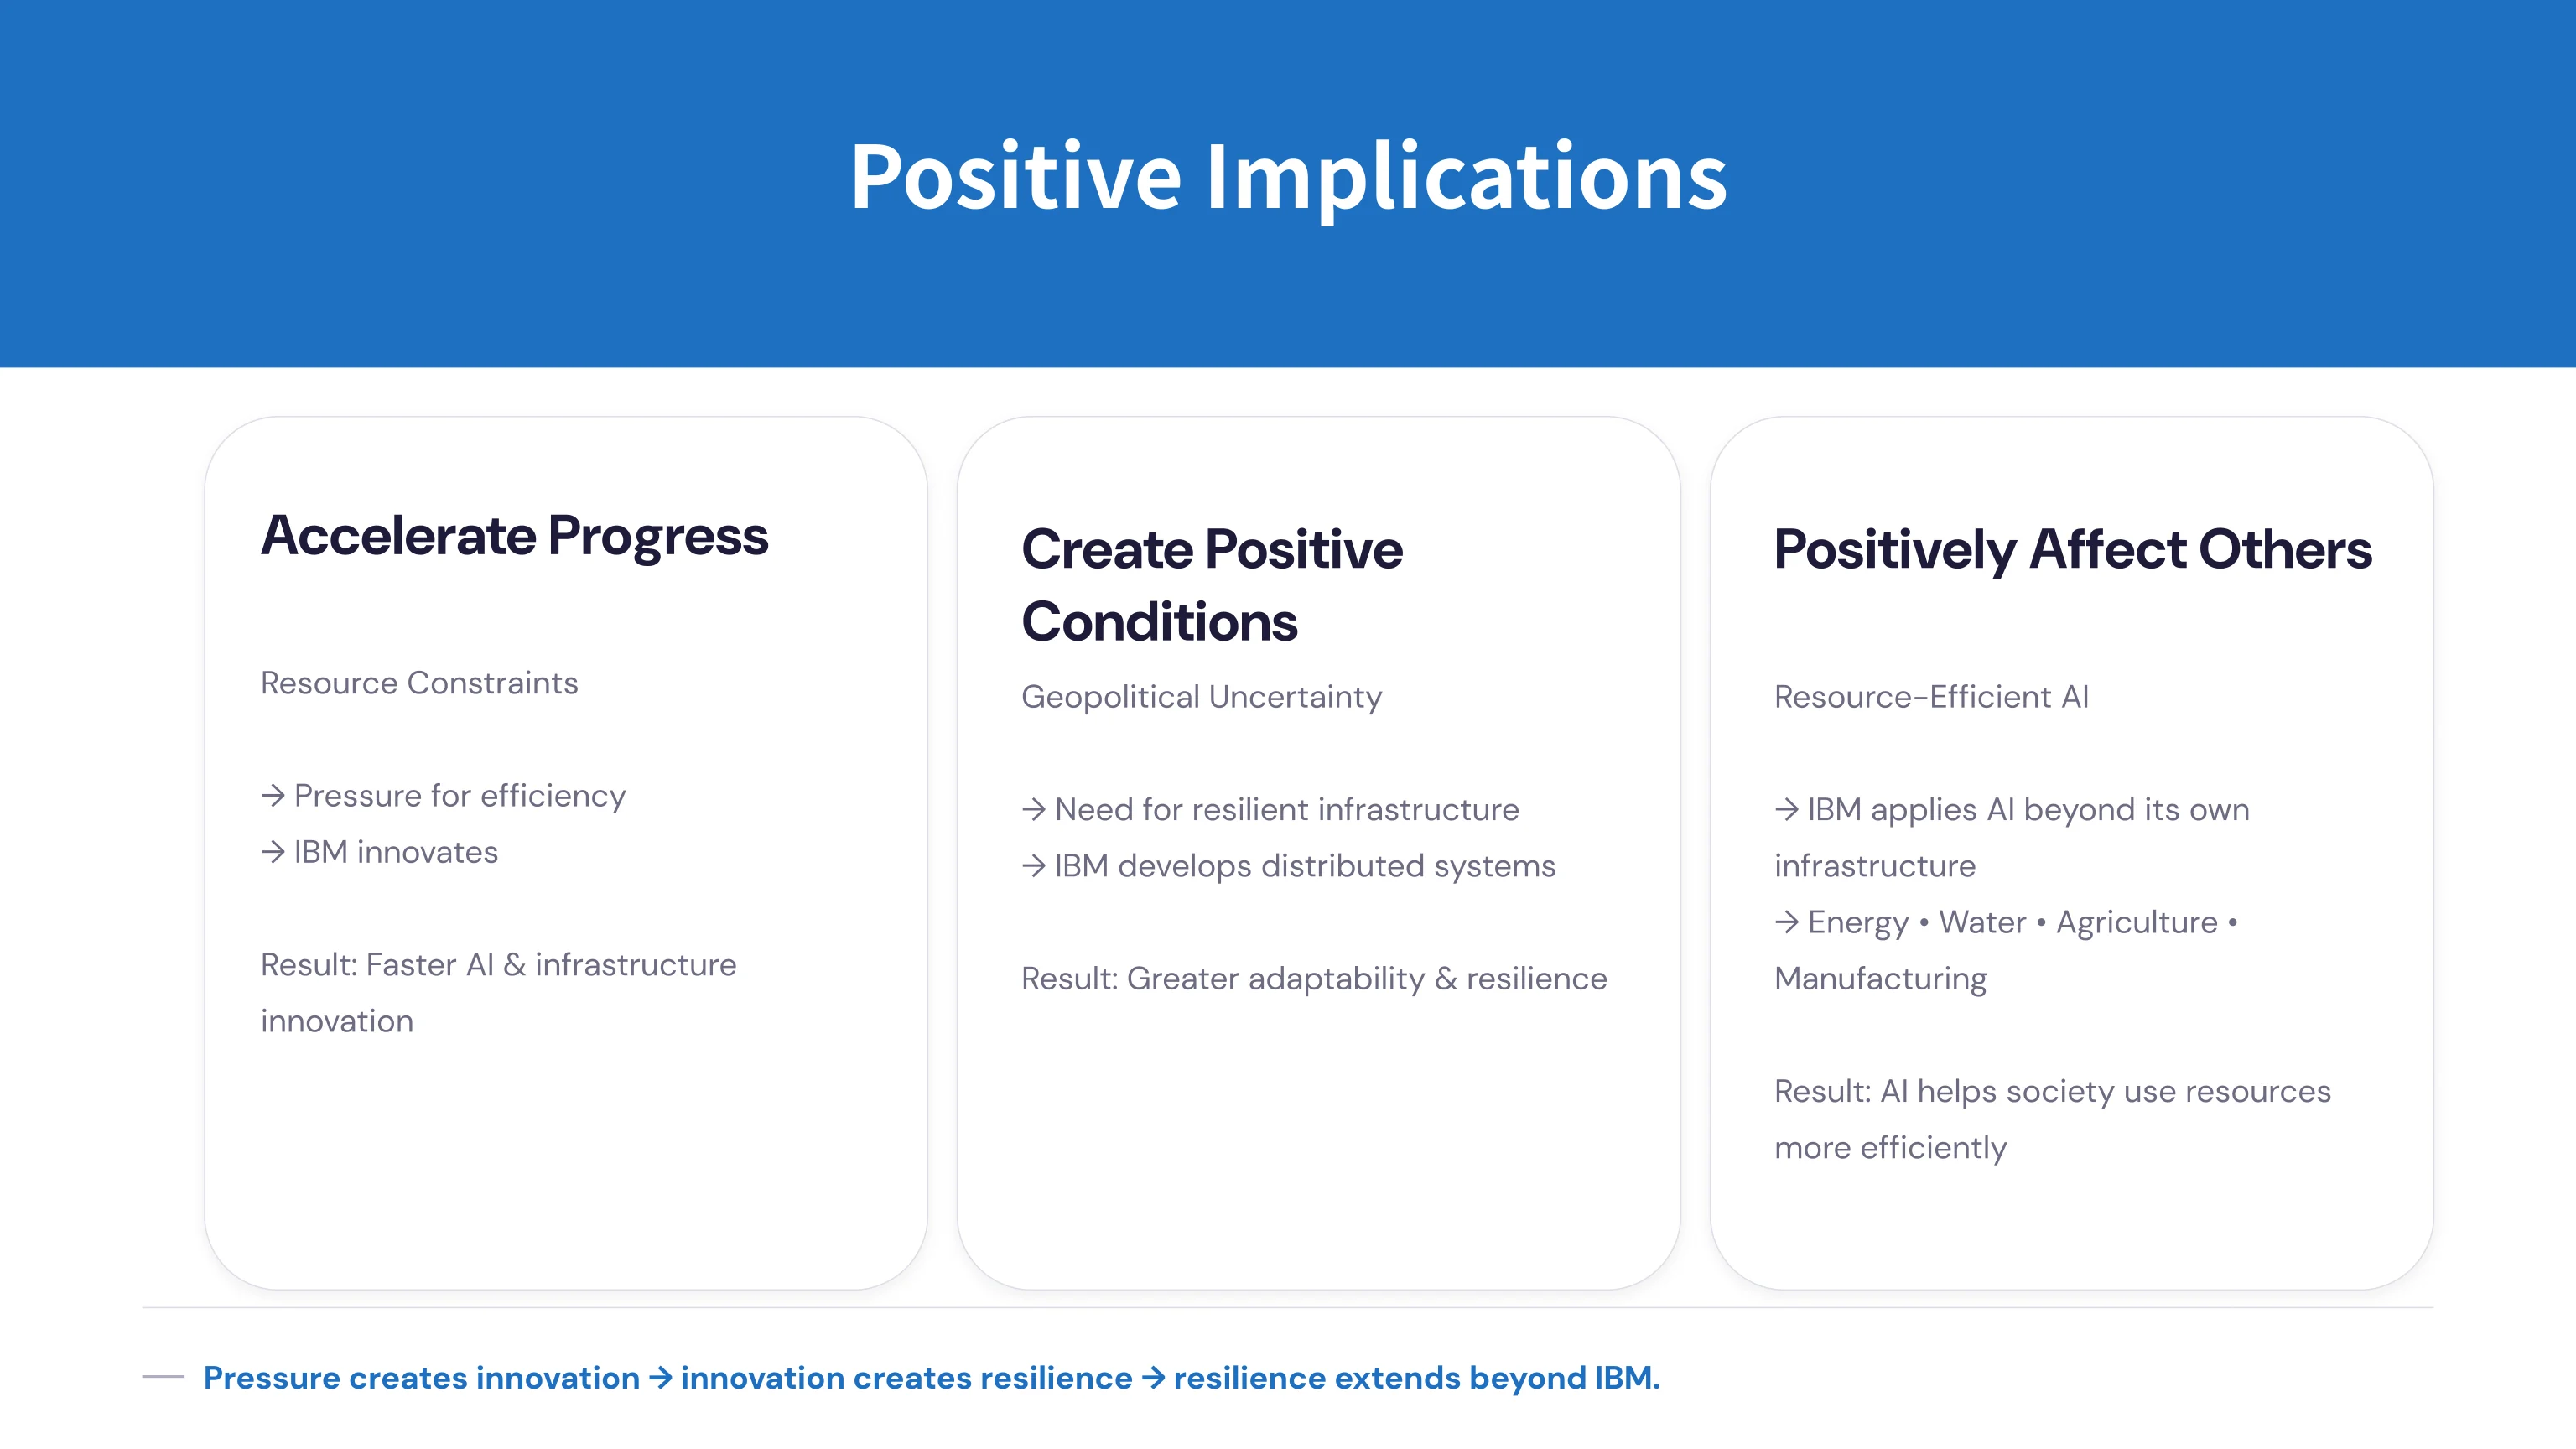 Positive Implications
Accelerate Progress
Resource Constraints
→ Pressure for efficiency
→ IBM innovates
Result: Faster AI & infrastructure
innovation
Create Positive
Conditions
Geopolitical Uncertainty
→ Need for resilient infrastructure
→ IBM develops distributed systems
Result: Greater adaptability & resilience
Positively Affect Others
Resource-Efficient AI
→ IBM applies AI beyond its own
infrastructure
→ Energy • Water • Agriculture •
Manufacturing
Result: AI helps society use resources
more efficiently
Pressure creates innovation → innovation creates resilience → resilience extends beyond IBM.